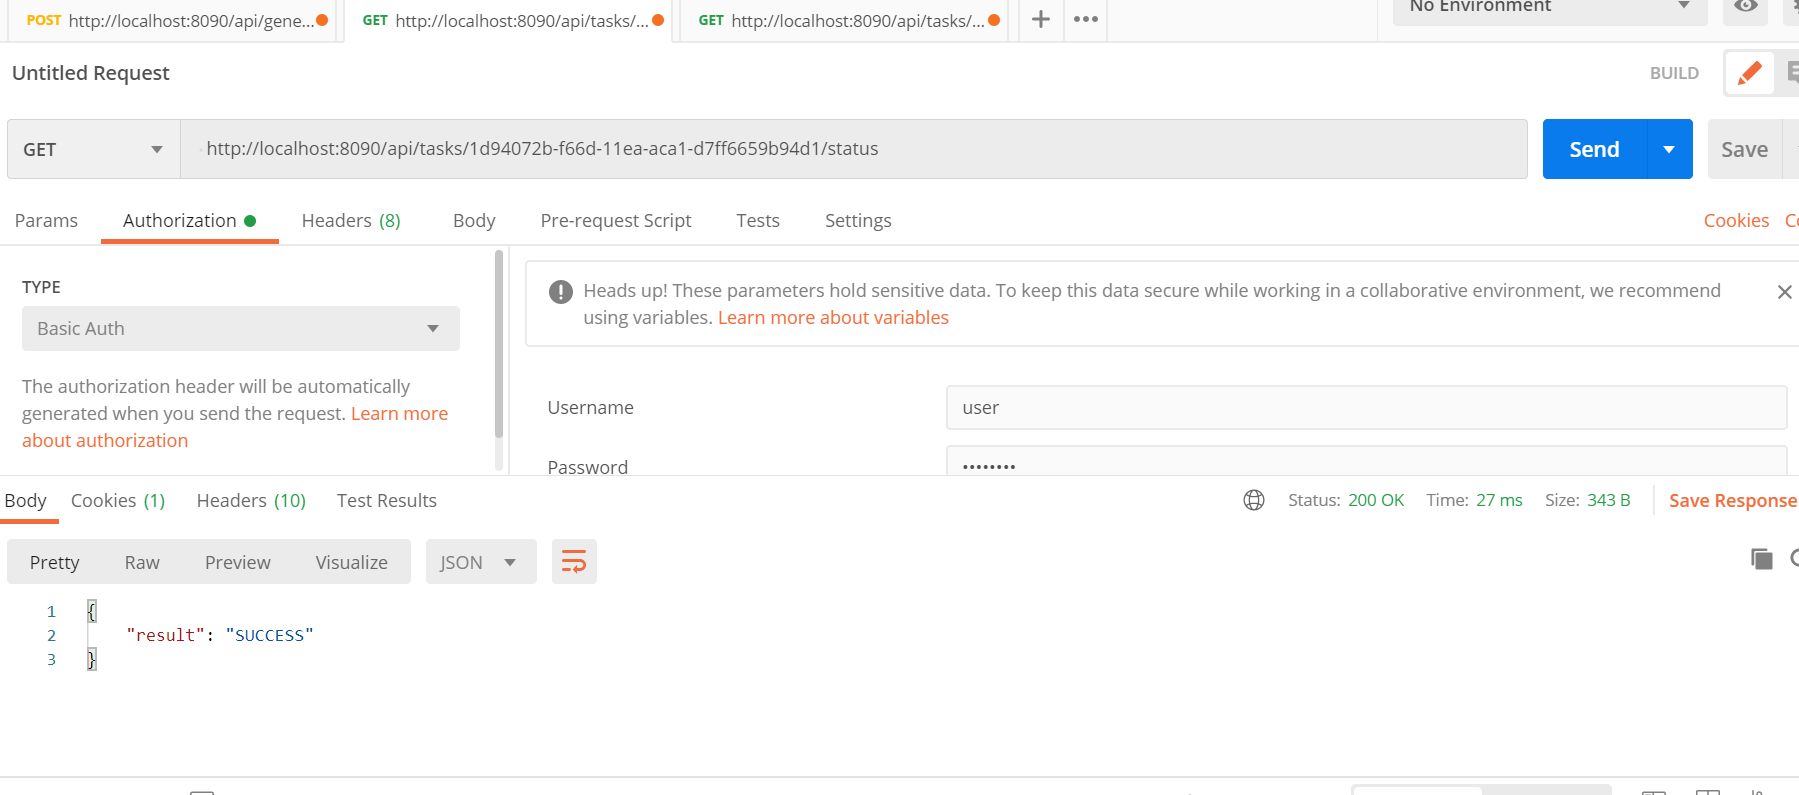 POST http://localhost:8090/api/gene...
GET http://localhost:8090/api/tasks/...
GET http://localhost:8090/api/tasks/...
No Environment
Untitled Request
BUILD
GET
http://localhost:8090/api/tasks/1d94072b-f66d-11ea-aca1-d7ff6659b94d1/status
Send
Save
Params
Authorization
Headers (8)
Body
Pre-request Script
Tests
Settings
Cookies
TYPE
Basic Auth
The authorization header will be automatically
generated when you send the request. Learn more
about authorization
Heads up! These parameters hold sensitive data. To keep this data secure while working in a collaborative environment, we recommend
using variables. Learn more about variables
Username
user
Password
••••••••
Body
Cookies (1)
Headers (10)
Test Results
Status: 200 OK
Time: 27 ms
Size: 343 B
Save Response
Pretty
Raw
Preview
Visualize
JSON
1 {
2 "result": "SUCCESS"
3 }